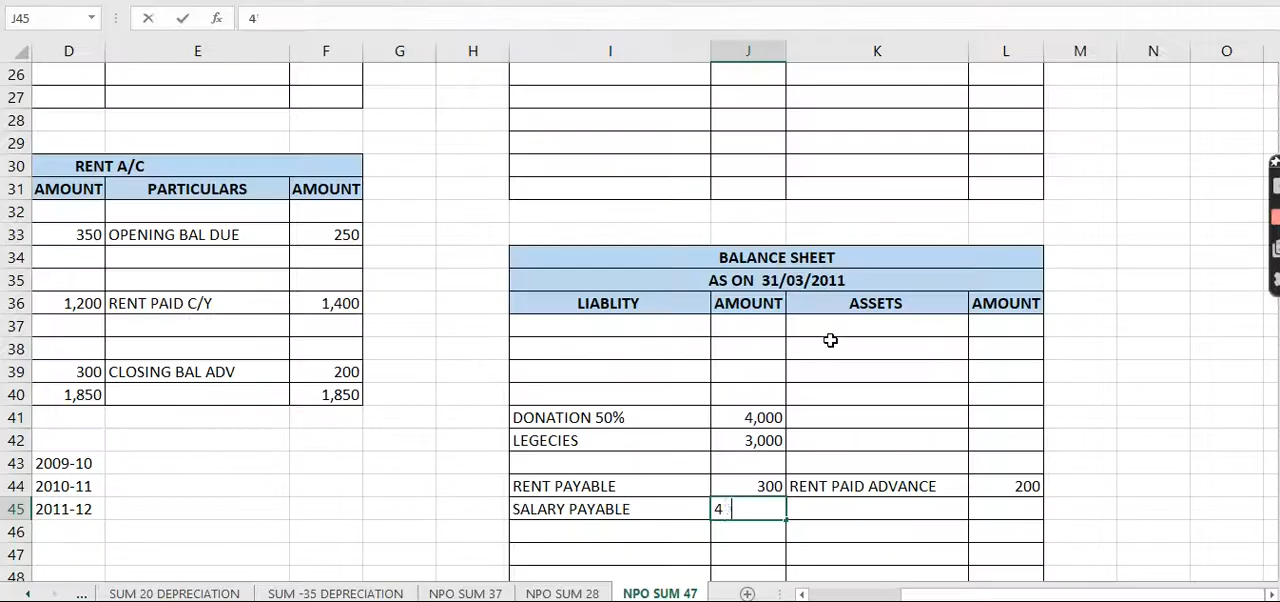 J45 fx 4'
D E F G H I J K L M N O
26
27
28
29
30 RENT A/C
31 AMOUNT PARTICULARS AMOUNT
32
33 350 OPENING BAL DUE 250
34 BALANCE SHEET
35 AS ON 31/03/2011
36 1,200 RENT PAID C/Y 1,400 LIABLITY AMOUNT ASSETS AMOUNT
37
38
39 300 CLOSING BAL ADV 200
40 1,850 1,850
41 DONATION 50% 4,000
42 LEGECIES 3,000
43 2009-10
44 2010-11 RENT PAYABLE 300 RENT PAID ADVANCE 200
45 2011-12 SALARY PAYABLE 4
46
47
48
... SUM 20 DEPRECIATION SUM -35 DEPRECIATION NPO SUM 37 NPO SUM 28 NPO SUM 47